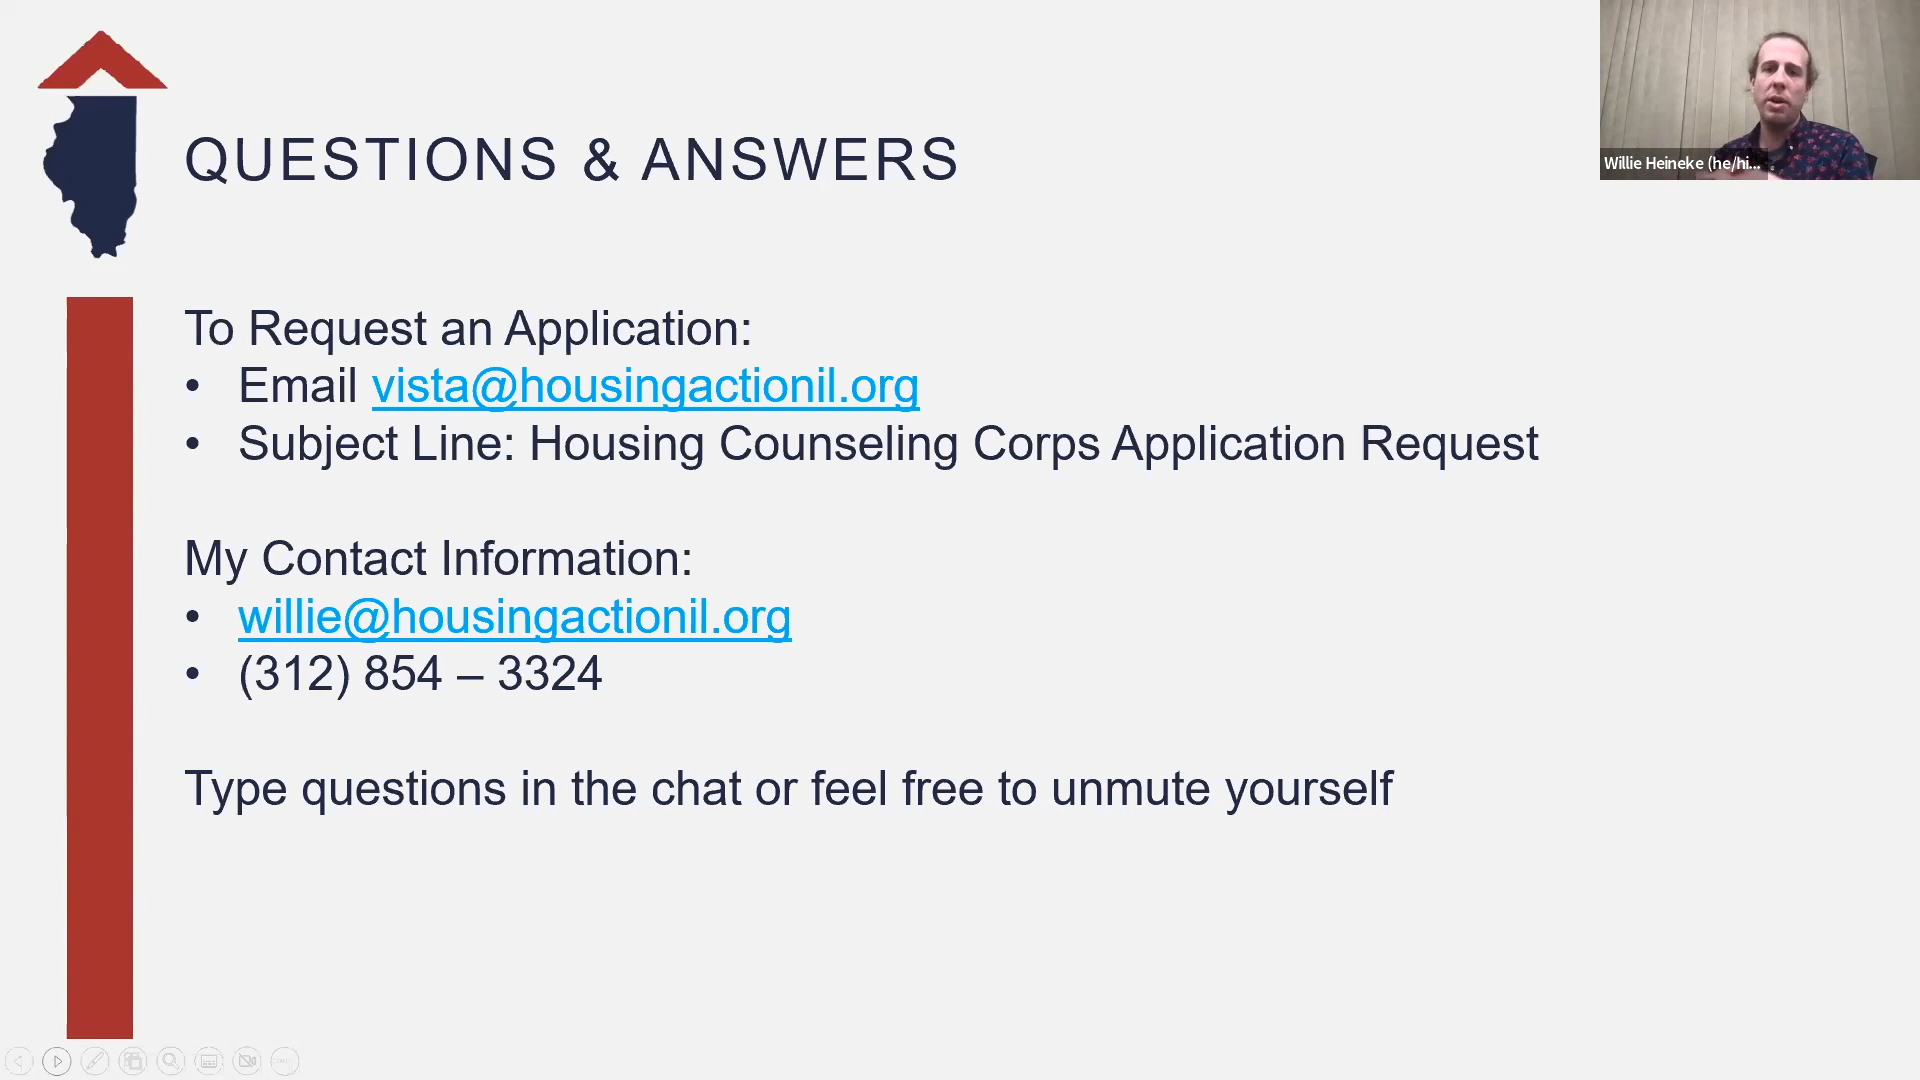 QUESTIONS & ANSWERS
Willie Heineke (he/hi...
To Request an Application:
• Email vista@housingactionil.org
• Subject Line: Housing Counseling Corps Application Request
My Contact Information:
• willie@housingactionil.org
• (312) 854 – 3324
Type questions in the chat or feel free to unmute yourself